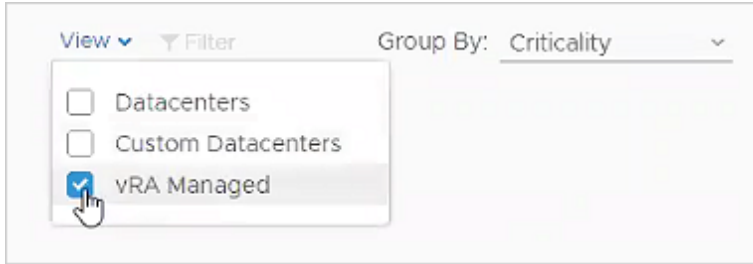 View Filter Group By: Criticality
Datacenters
Custom Datacenters
vRA Managed